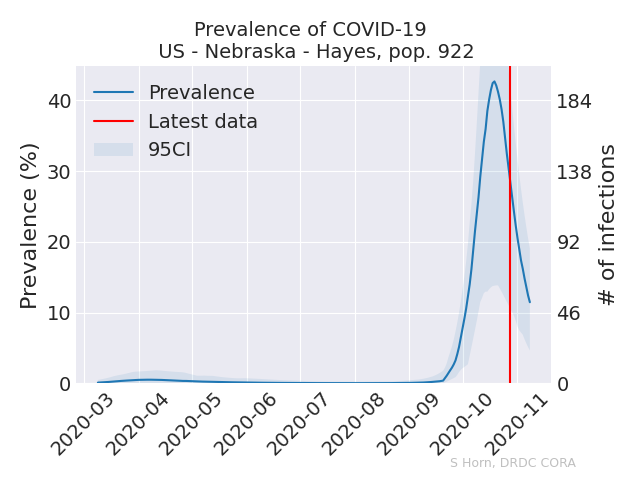 Prevalence of COVID-19
US - Nebraska - Hayes, pop. 922
Prevalence
Latest data
95CI
Prevalence (%)
40
30
20
10
0
184
138
92
46
0
# of infections
2020-03
2020-04
2020-05
2020-06
2020-07
2020-08
2020-09
2020-10
2020-11
S Horn, DRDC CORA